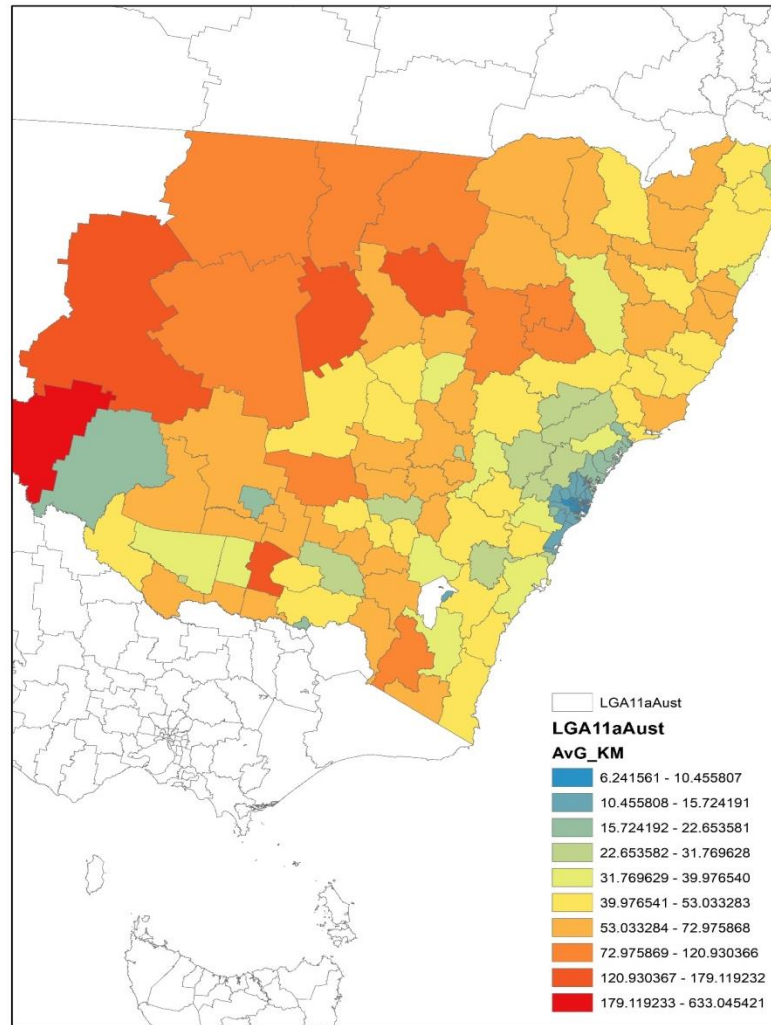 LGA11aAust
LGA11aAust
AvG_KM
6.241561 - 10.455807
10.455808 - 15.724191
15.724192 - 22.653581
22.653582 - 31.769628
31.769629 - 39.976540
39.976541 - 53.033283
53.033284 - 72.975868
72.975869 - 120.930366
120.930367 - 179.119232
179.119233 - 633.045421